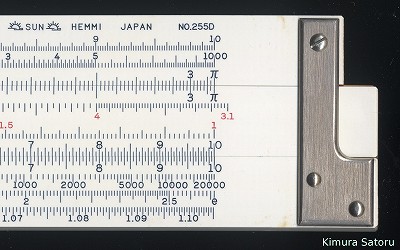 SUN HEMMI JAPAN NO.255D
9 10
3 4 5 1000
3 π
3 π
4 3.1
1.5 1
7 8 9 10
7 8 9 10
1000 2000 5000 10000 20000
2 2.5 e
1.07 1.08 1.09 1.10
Kimura Satoru